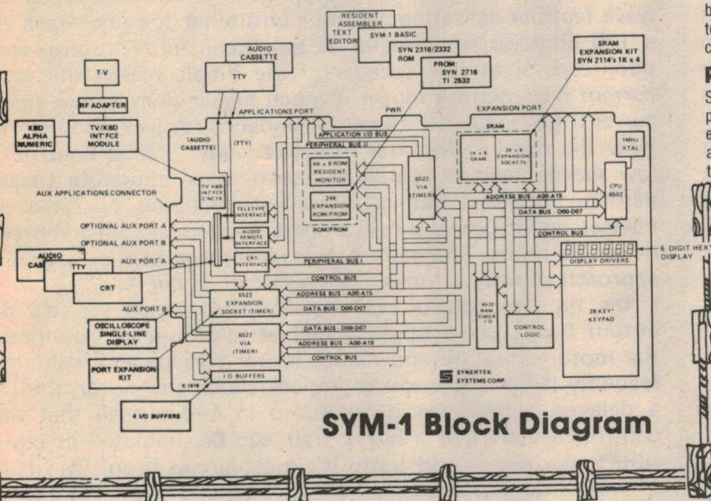 RESIDENT ASSEMBLER
TEXT EDITOR
SYM-1 BASIC
SYN 2316/2332
ROM
PROM:
SYN 2716
TI 2532
SRAM
EXPANSION KIT
SYN 2114's 1K x 4
AUDIO
CASSETTE
TTY
T-V
RF ADAPTER
KBD
ALPHA
NUMERIC
TV/KBD
INT'FCE
MODULE
APPLICATIONS PORT
PWR
EXPANSION PORT
(AUDIO
CASSETTE)
(TTY)
APPLICATION I/O BUS
PERIPHERAL BUS II
4K x 8 ROM
RESIDENT
MONITOR
24K
EXPANSION
ROM/PROM
ROM/PROM
6522
VIA
(TIMER)
SRAM
1K x 8
SRAM
3K x 8
EXPANSION
SOCKETS
1MHz
XTAL
CPU
6502
TV KBD
INT'FCE
C'NCTR
AUX APPLICATIONS CONNECTOR
TELETYPE
INTERFACE
AUDIO
REMOTE
INTERFACE
CRT
INTERFACE
ADDRESS BUS A00-A15
DATA BUS D00-D07
CONTROL BUS
OPTIONAL AUX PORT A
OPTIONAL AUX PORT B
AUX PORT A
AUDIO
TTY
CRT
AUX PORT B
PERIPHERAL BUS I
CONTROL BUS
6522
EXPANSION
SOCKET (TIMER)
ADDRESS BUS A00-A15
DATA BUS D00-D07
DISPLAY DRIVERS
6 DIGIT HEX
DISPLAY
OSCILLOSCOPE
SINGLE-LINE
DISPLAY
6522
VIA
(TIMER)
DATA BUS D00-D07
ADDRESS BUS A00-A15
CONTROL BUS
6532
RAM
TIMER
I O
CONTROL
LOGIC
28 KEY
KEYPAD
PORT EXPANSION
KIT
I O BUFFERS
© 1978
SYNERTEK
SYSTEMS CORP.
4 I/O BUFFERS
SYM-1 Block Diagram